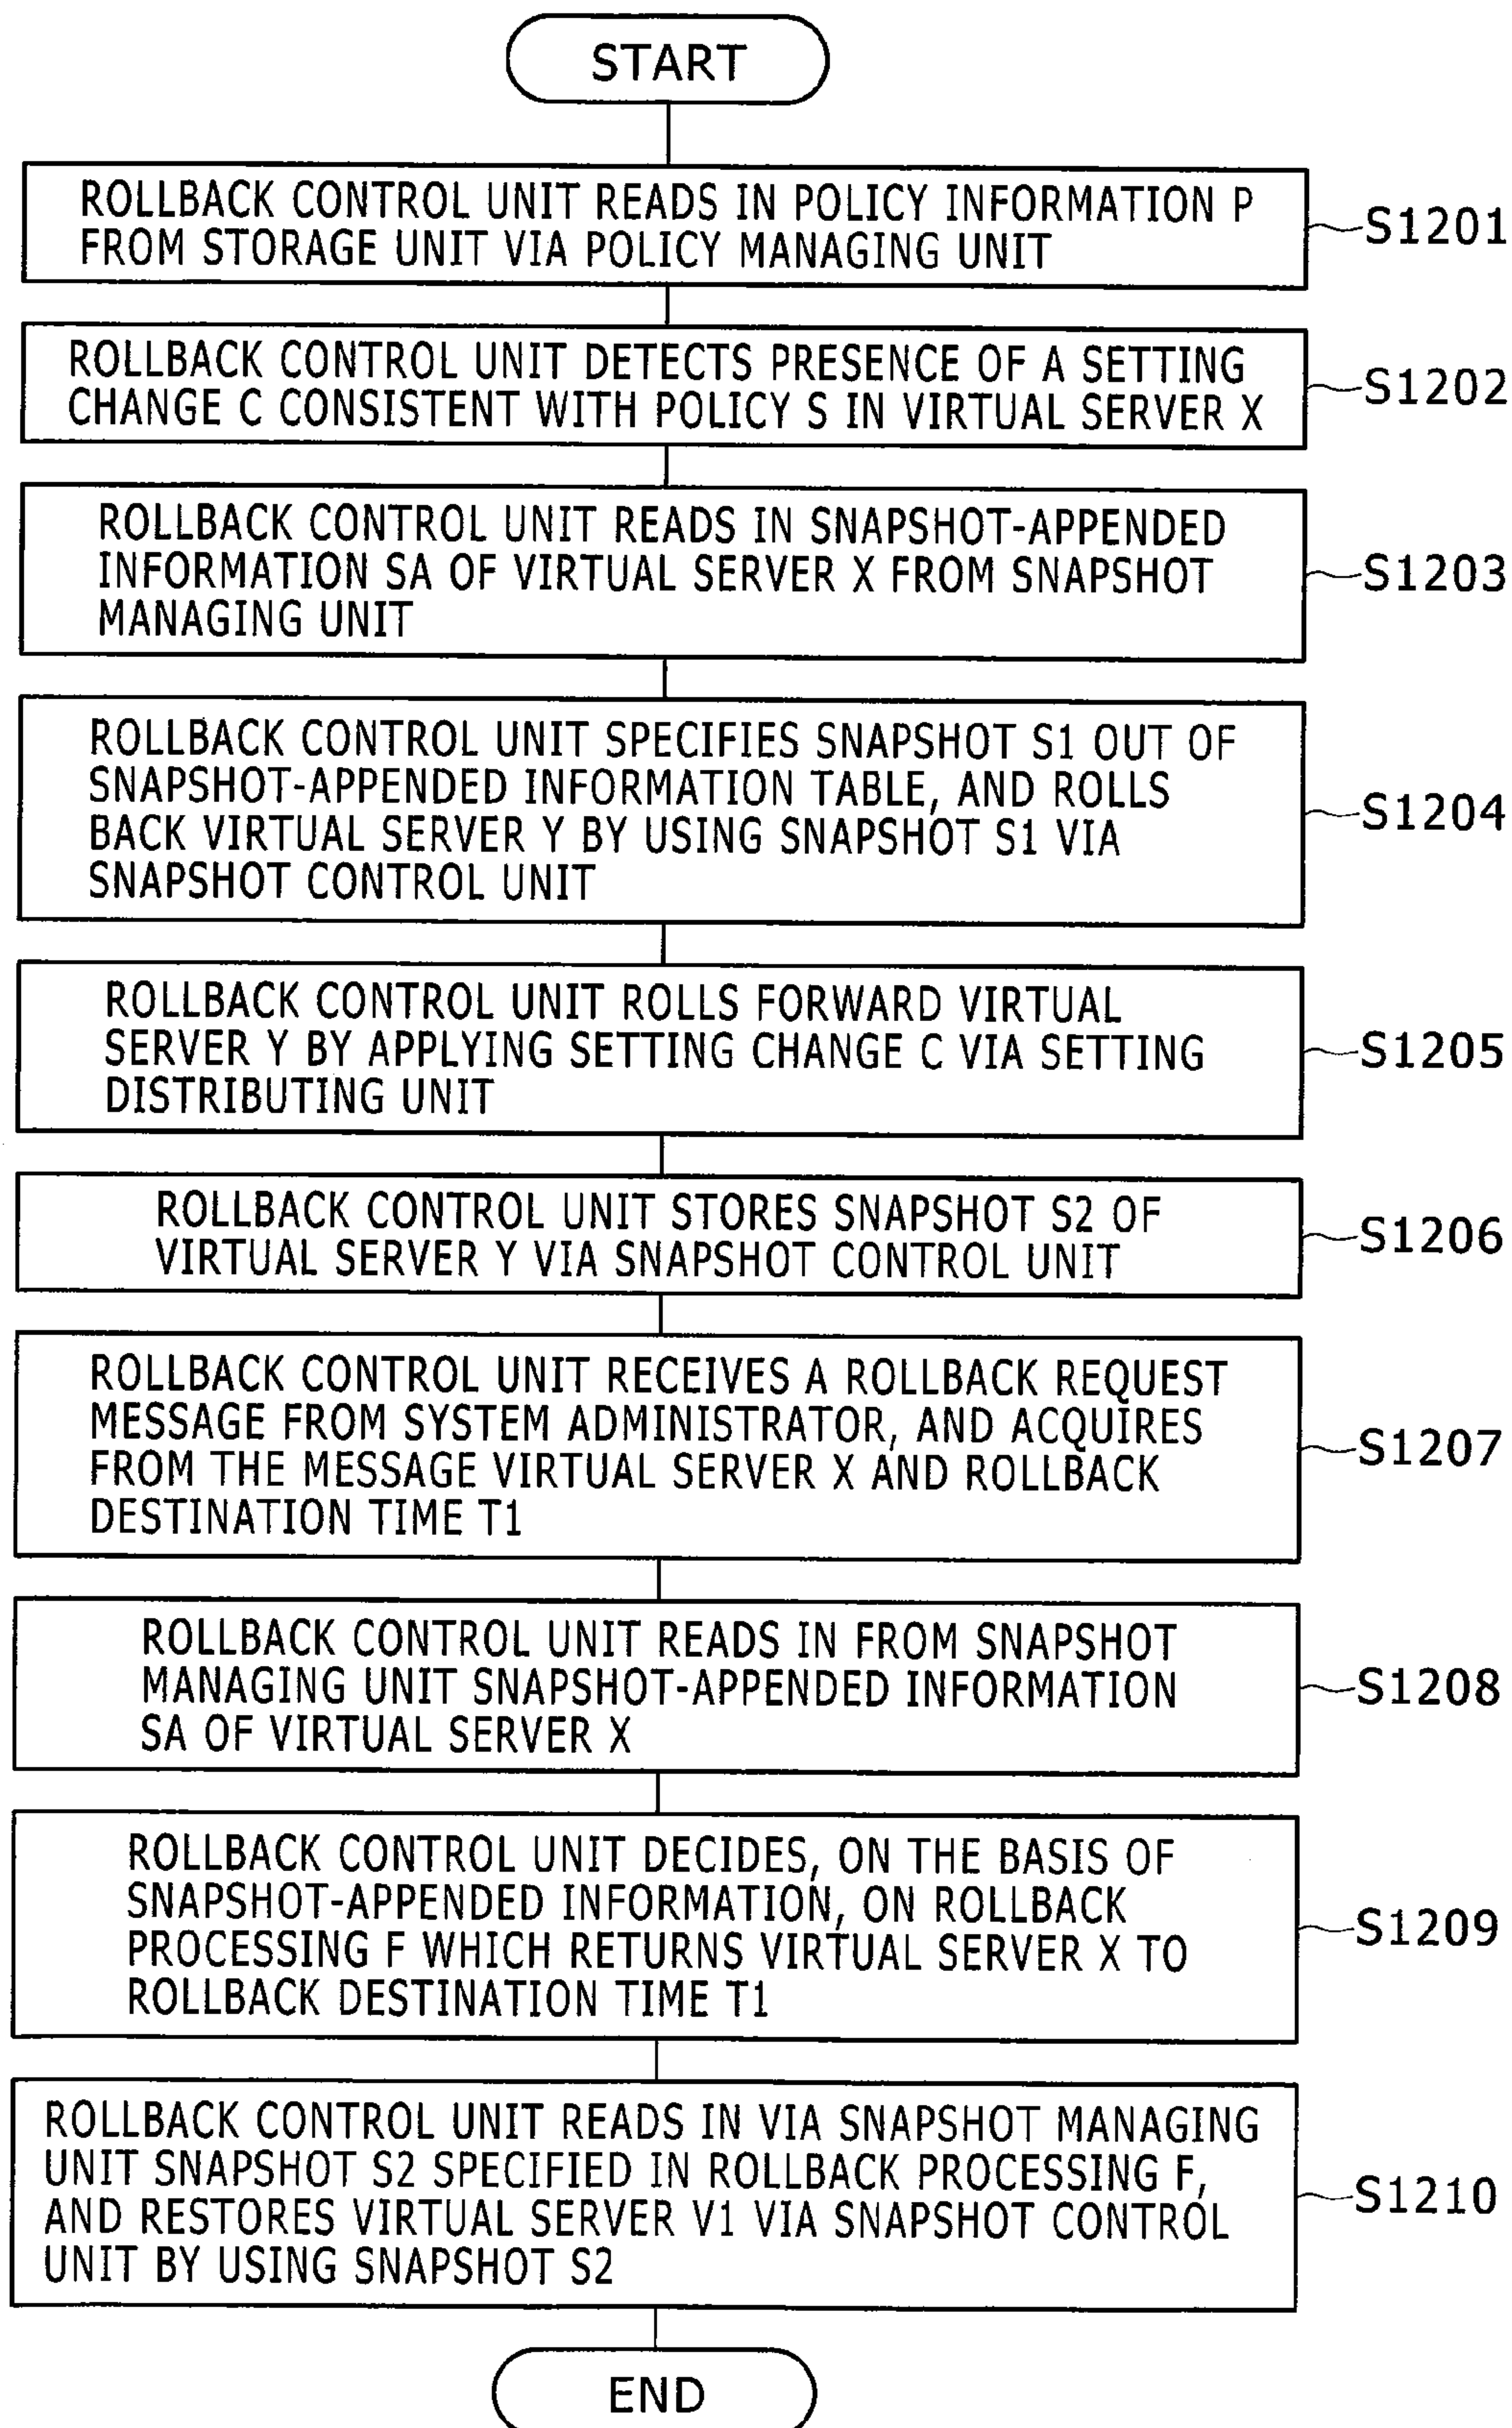 START
ROLLBACK CONTROL UNIT READS IN POLICY INFORMATION P
FROM STORAGE UNIT VIA POLICY MANAGING UNIT
S1201
ROLLBACK CONTROL UNIT DETECTS PRESENCE OF A SETTING
CHANGE C CONSISTENT WITH POLICY S IN VIRTUAL SERVER X
S1202
ROLLBACK CONTROL UNIT READS IN SNAPSHOT-APPENDED
INFORMATION SA OF VIRTUAL SERVER X FROM SNAPSHOT
MANAGING UNIT
S1203
ROLLBACK CONTROL UNIT SPECIFIES SNAPSHOT S1 OUT OF
SNAPSHOT-APPENDED INFORMATION TABLE, AND ROLLS
BACK VIRTUAL SERVER Y BY USING SNAPSHOT S1 VIA
SNAPSHOT CONTROL UNIT
S1204
ROLLBACK CONTROL UNIT ROLLS FORWARD VIRTUAL
SERVER Y BY APPLYING SETTING CHANGE C VIA SETTING
DISTRIBUTING UNIT
S1205
ROLLBACK CONTROL UNIT STORES SNAPSHOT S2 OF
VIRTUAL SERVER Y VIA SNAPSHOT CONTROL UNIT
S1206
ROLLBACK CONTROL UNIT RECEIVES A ROLLBACK REQUEST
MESSAGE FROM SYSTEM ADMINISTRATOR, AND ACQUIRES
FROM THE MESSAGE VIRTUAL SERVER X AND ROLLBACK
DESTINATION TIME T1
S1207
ROLLBACK CONTROL UNIT READS IN FROM SNAPSHOT
MANAGING UNIT SNAPSHOT-APPENDED INFORMATION
SA OF VIRTUAL SERVER X
S1208
ROLLBACK CONTROL UNIT DECIDES, ON THE BASIS OF
SNAPSHOT-APPENDED INFORMATION, ON ROLLBACK
PROCESSING F WHICH RETURNS VIRTUAL SERVER X TO
ROLLBACK DESTINATION TIME T1
S1209
ROLLBACK CONTROL UNIT READS IN VIA SNAPSHOT MANAGING
UNIT SNAPSHOT S2 SPECIFIED IN ROLLBACK PROCESSING F,
AND RESTORES VIRTUAL SERVER V1 VIA SNAPSHOT CONTROL
UNIT BY USING SNAPSHOT S2
S1210
END